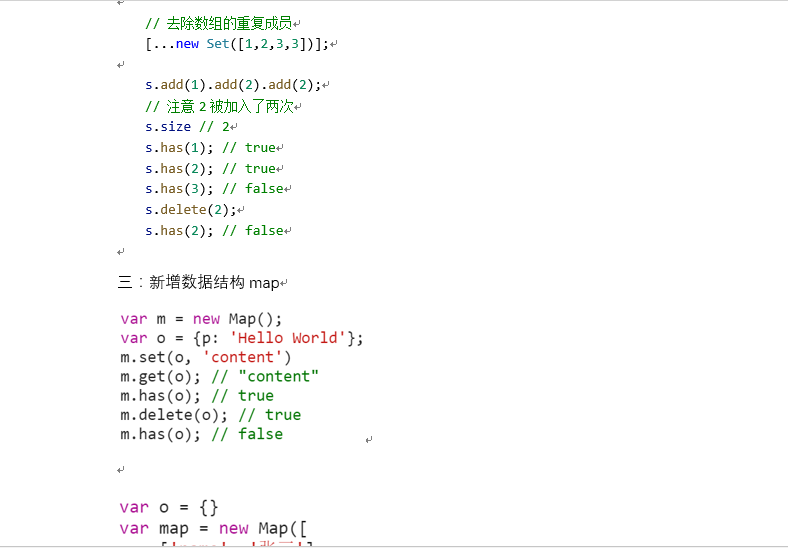 // 去除数组的重复成员
[...new Set([1,2,3,3])];
s.add(1).add(2).add(2);
// 注意 2 被加入了两次
s.size // 2
s.has(1); // true
s.has(2); // true
s.has(3); // false
s.delete(2);
s.has(2); // false
三：新增数据结构 map
var m = new Map();
var o = {p: 'Hello World'};
m.set(o, 'content')
m.get(o); // "content"
m.has(o); // true
m.delete(o); // true
m.has(o); // false
var o = {}
var map = new Map([